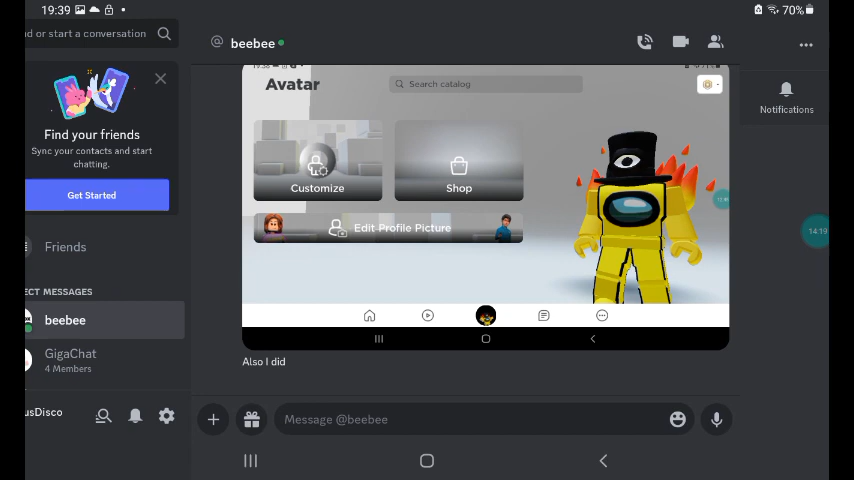 19:39
70%
or start a conversation
@ beebee
Avatar
Search catalog
Find your friends
Sync your contacts and start
chatting.
Get Started
Customize
Shop
Edit Profile Picture
Notifications
14:19
Friends
ECT MESSAGES
beebee
GigaChat
4 Members
Also I did
usDisco
Message @beebee